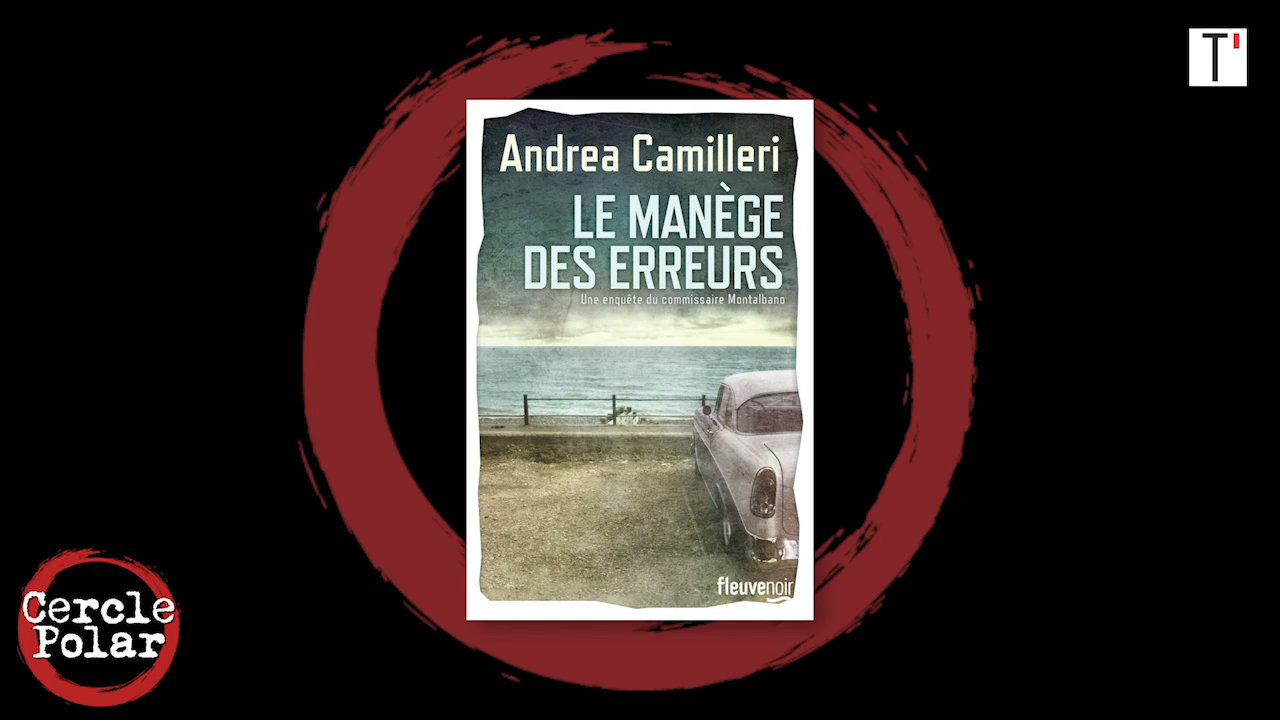 T'
Andrea Camilleri
LE MANÈGE
DES ERREURS
Une enquête du commissaire Montalbano
fleuvenoir
Cercle
Polar